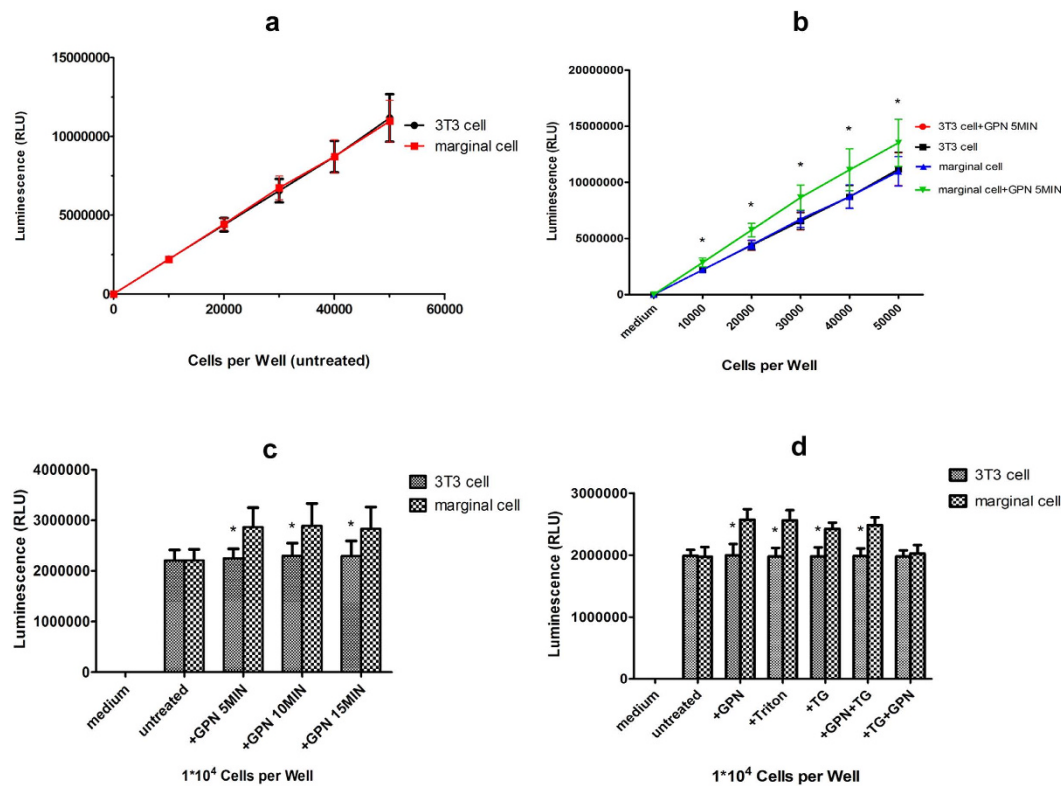 a
15000000
10000000
5000000
0
Luminescence (RLU)
0
20000
40000
60000
Cells per Well (untreated)
3T3 cell
marginal cell
b
20000000
15000000
10000000
5000000
0
Luminescence (RLU)
* * * * *
medium
10000
20000
30000
40000
50000
Cells per Well
3T3 cell+GPN 5MIN
3T3 cell
marginal cell
marginal cell+GPN 5MIN
c
4000000
3000000
2000000
1000000
0
Luminescence (RLU)
* * *
medium
untreated
+GPN 5MIN
+GPN 10MIN
+GPN 15MIN
1*10⁴ Cells per Well
3T3 cell
marginal cell
d
3000000
2000000
1000000
0
Luminescence (RLU)
* * * *
medium
untreated
+GPN
+Triton
+TG
+GPN+TG
+TG+GPN
1*10⁴ Cells per Well
3T3 cell
marginal cell